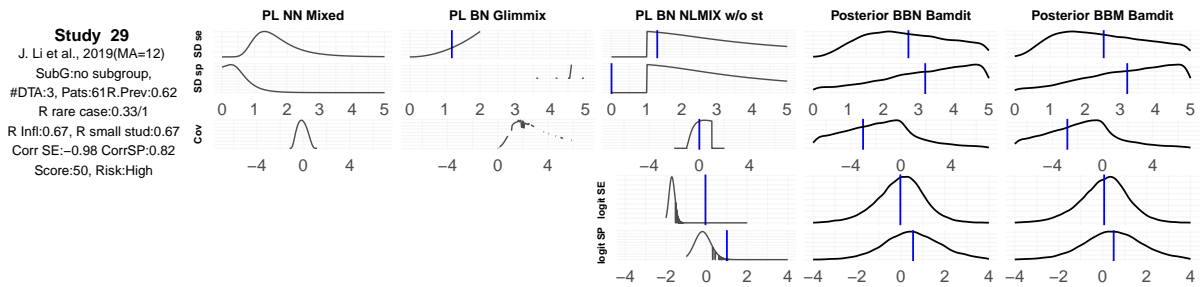 PL NN Mixed
PL BN Glimmix
PL BN NLMIX w/o st
Posterior BBN Bamdit
Posterior BBM Bamdit
Study 29
J. Li et al., 2019(MA=12)
SubG:no subgroup,
#DTA:3, Pats:61R.Prev:0.62
R rare case:0.33/1
R Infl:0.67, R small stud:0.67
Corr SE:−0.98 CorrSP:0.82
Score:50, Risk:High
SD se
SD sp
0 1 2 3 4 5
0 2 4 0 1 2 3 4 5 0 1 2 3 4 5 0 1 2 3 4 5
Cov
−4 0 4 −4 0 4 −4 0 4 −4 0 4 −4 0 4
logit SE
logit SP
−4 −2 0 2 4 −4 −2 0 2 4 −4 −2 0 2 4